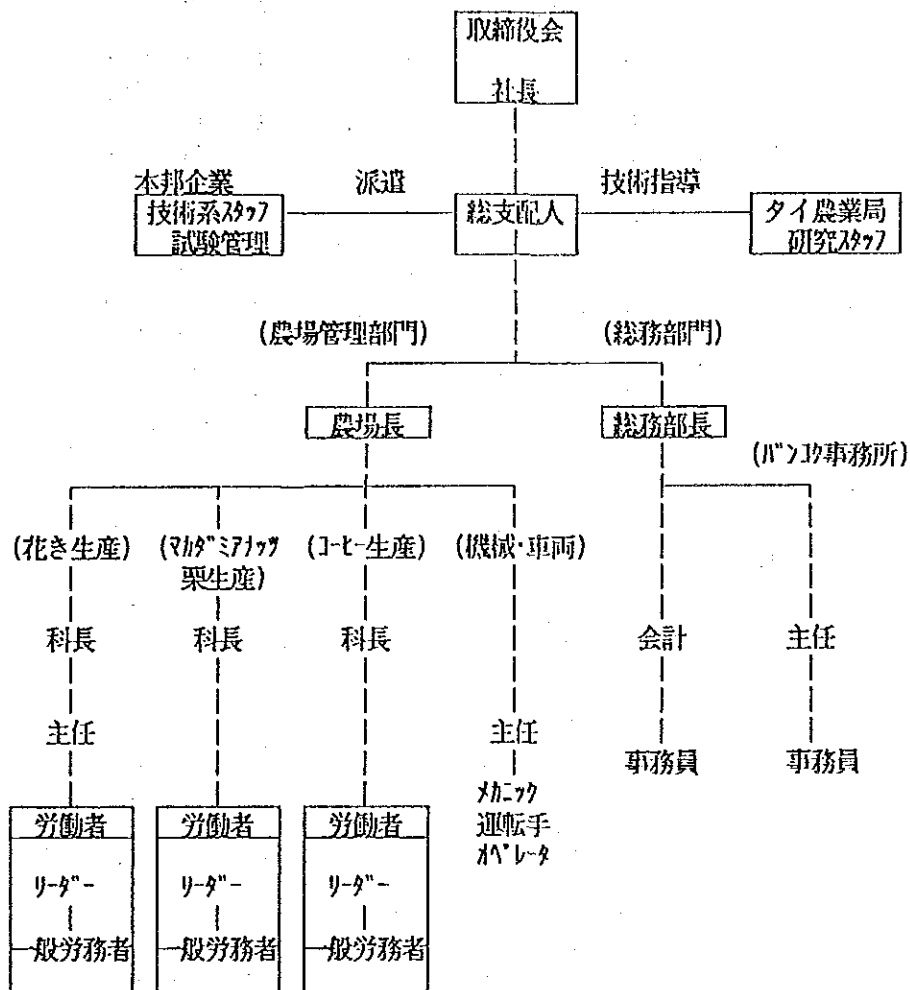 取締役会
社長
本邦企業
派遣
技術指導
技術系ｽﾀｯﾌ
試験管理
総支配人
タイ農業局
研究ｽﾀｯﾌ
(農場管理部門)
(総務部門)
農場長
総務部長
(ﾊﾞﾝｺｸ事務所)
(花き生産)
(ﾏｶﾀﾞﾐｱﾅｯﾂ
栗生産)
(ｺｰﾋｰ生産)
(機械・車両)
科長
科長
科長
会計
主任
主任
主任
事務員
事務員
ﾒｶﾆｯｸ
運転手
ｵﾍﾟﾚｰﾀ
労働者
労働者
労働者
ﾘｰﾀﾞｰ
ﾘｰﾀﾞｰ
ﾘｰﾀﾞｰ
一般労務者
一般労務者
一般労務者